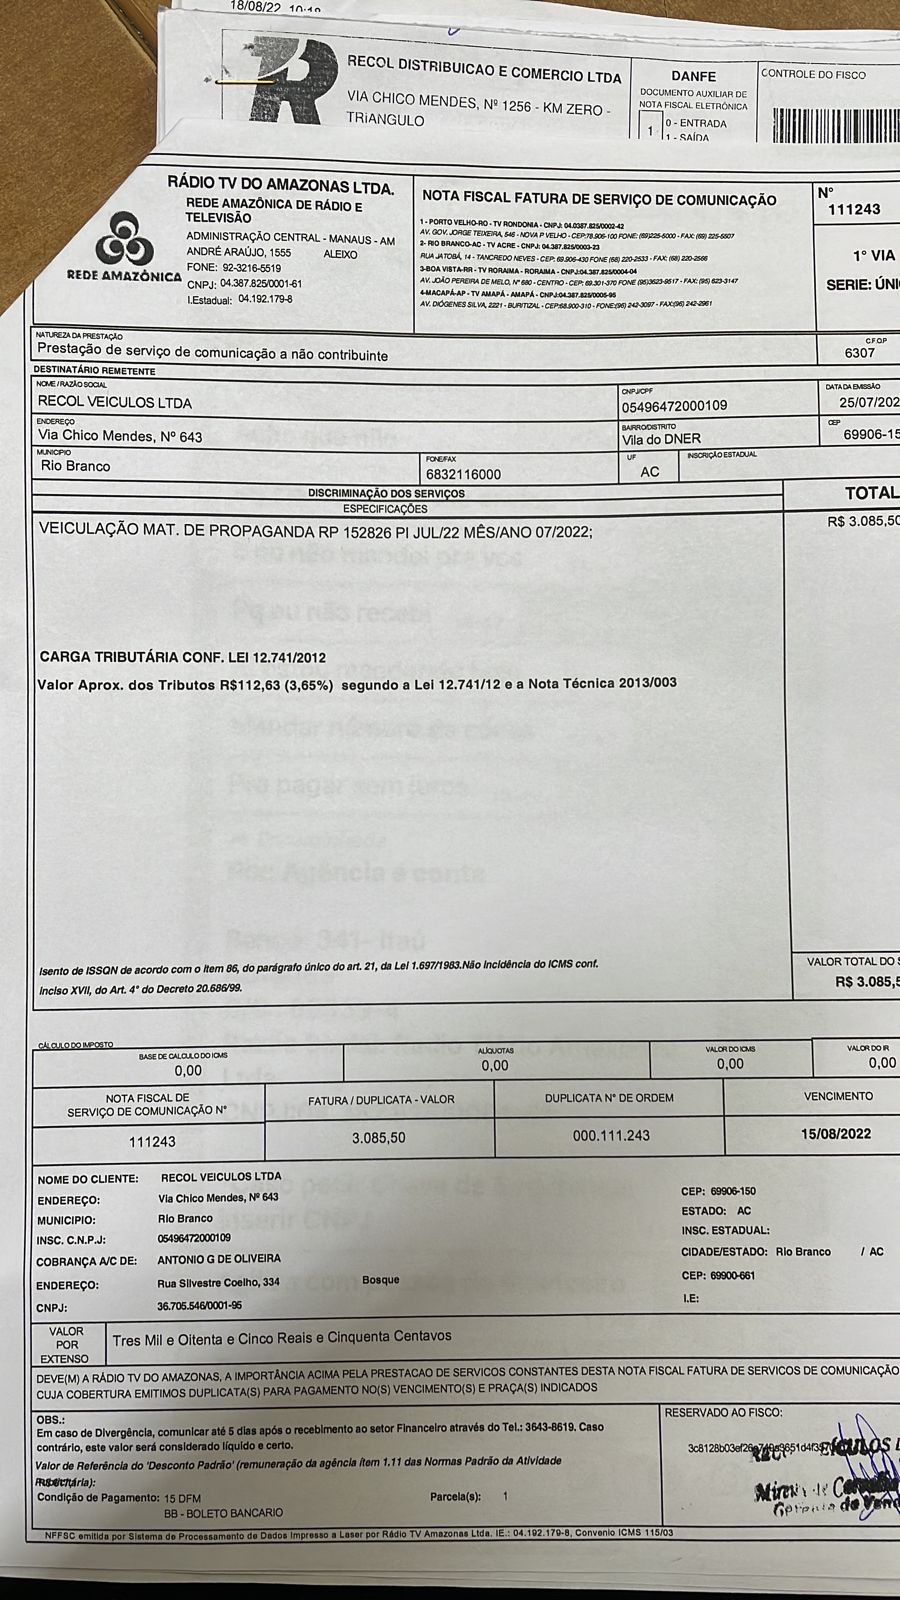 18/08/22
RECOL DISTRIBUICAO E COMERCIO LTDA
VIA CHICO MENDES, Nº 1256 - KM ZERO -
TRIANGULO
DANFE
DOCUMENTO AUXILIAR DE
NOTA FISCAL ELETRÔNICA
1
0 - ENTRADA
1 - SAÍDA
CONTROLE DO FISCO
REDE AMAZÔNICA
RÁDIO TV DO AMAZONAS LTDA.
REDE AMAZÔNICA DE RÁDIO E
TELEVISÃO
ADMINISTRAÇÃO CENTRAL - MANAUS - AM
ANDRÉ ARAÚJO, 1555 ALEIXO
FONE: 92-3216-5519
CNPJ: 04.387.825/0001-61
I.Estadual: 04.192.179-8
NOTA FISCAL FATURA DE SERVIÇO DE COMUNICAÇÃO
1 - PORTO VELHO-RO - TV RONDONIA - CNPJ: 04.0387.825/0002-42
AV. GOV. JORGE TEIXEIRA, 546 - NOVA P VELHO - CEP:78.906-100 FONE: (69)225-5000 - FAX: (69) 225-5507
2- RIO BRANCO-AC - TV ACRE - CNPJ: 04.387.825/0003-23
RUA JATOBÁ, 14 - TANCREDO NEVES - CEP: 69.906-430 FONE (68) 220-2533 - FAX: (68) 220-2566
3-BOA VISTA-RR - TV RORAIMA - RORAIMA - CNPJ:04.387.825/0004-04
AV. JOÃO PEREIRA DE MELO, Nº 580 - CENTRO - CEP: 69.301-370 FONE (95)3623-9517 - FAX: (95) 623-3147
4-MACAPÁ-AP - TV AMAPÁ - AMAPÁ - CNPJ:04.387.825/0005-95
AV. DIÓGENES SILVA, 2221 - BURITIZAL - CEP:68.900-310 - FONE:(96) 242-3097 - FAX:(96) 242-2961
Nº
111243
1° VIA
SERIE: ÚNI
NATUREZA DA PRESTAÇÃO
Prestação de serviço de comunicação a não contribuinte
C.F.O.P
6307
DESTINATÁRIO REMETENTE
NOME / RAZÃO SOCIAL
RECOL VEICULOS LTDA
CNPJ/CPF
05496472000109
DATA DA EMISSÃO
25/07/202
ENDEREÇO
Via Chico Mendes, Nº 643
BAIRRO/DISTRITO
Vila do DNER
CEP
69906-15
MUNICIPIO
Rio Branco
FONE/FAX
6832116000
UF
AC
INSCRIÇÃO ESTADUAL
DISCRIMINAÇÃO DOS SERVIÇOS
ESPECIFICAÇÕES
TOTAL
VEICULAÇÃO MAT. DE PROPAGANDA RP 152826 PI JUL/22 MÊS/ANO 07/2022;
R$ 3.085,50
CARGA TRIBUTÁRIA CONF. LEI 12.741/2012
Valor Aprox. dos Tributos R$112,63 (3,65%) segundo a Lei 12.741/12 e a Nota Técnica 2013/003
Isento de ISSQN de acordo com o Item 86, do parágrafo único do art. 21, da Lei 1.697/1983.Não Incidência do ICMS conf.
Inciso XVII, do Art. 4° do Decreto 20.686/99.
VALOR TOTAL DO S
R$ 3.085,5
CÁLCULO DO IMPOSTO
BASE DE CALCULO DO ICMS
0,00
ALÍQUOTAS
0,00
VALOR DO ICMS
0,00
VALOR DO IR
0,00
NOTA FISCAL DE
SERVIÇO DE COMUNICAÇÃO Nº
111243
FATURA / DUPLICATA - VALOR
3.085,50
DUPLICATA N° DE ORDEM
000.111.243
VENCIMENTO
15/08/2022
NOME DO CLIENTE: RECOL VEICULOS LTDA
ENDEREÇO: Via Chico Mendes, Nº 643
MUNICIPIO: Rio Branco
INSC. C.N.P.J: 05496472000109
COBRANÇA A/C DE: ANTONIO G DE OLIVEIRA
ENDEREÇO: Rua Silvestre Coelho, 334 Bosque
CNPJ: 36.705.546/0001-95
CEP: 69906-150
ESTADO: AC
INSC. ESTADUAL:
CIDADE/ESTADO: Rio Branco / AC
CEP: 69900-661
I.E:
VALOR
POR
EXTENSO
Tres Mil e Oitenta e Cinco Reais e Cinquenta Centavos
DEVE(M) A RÁDIO TV DO AMAZONAS, A IMPORTÂNCIA ACIMA PELA PRESTACAO DE SERVICOS CONSTANTES DESTA NOTA FISCAL FATURA DE SERVICOS DE COMUNICAÇÃO
CUJA COBERTURA EMITIMOS DUPLICATA(S) PARA PAGAMENTO NO(S) VENCIMENTO(S) E PRAÇA(S) INDICADOS
OBS.:
Em caso de Divergência, comunicar até 5 dias após o recebimento ao setor Financeiro através do Tel.: 3643-8619. Caso
contrário, este valor será considerado líquido e certo.
Valor de Referência do 'Desconto Padrão' (remuneração da agência ítem 1.11 das Normas Padrão da Atividade
Publicitária):
Condição de Pagamento: 15 DFM
Parcela(s): 1
BB - BOLETO BANCARIO
RESERVADO AO FISCO:
NFFSC emitida por Sistema de Processamento de Dados Impresso a Laser por Rádio TV Amazonas Ltda. IE.: 04.192.179-8, Convenio ICMS 115/03